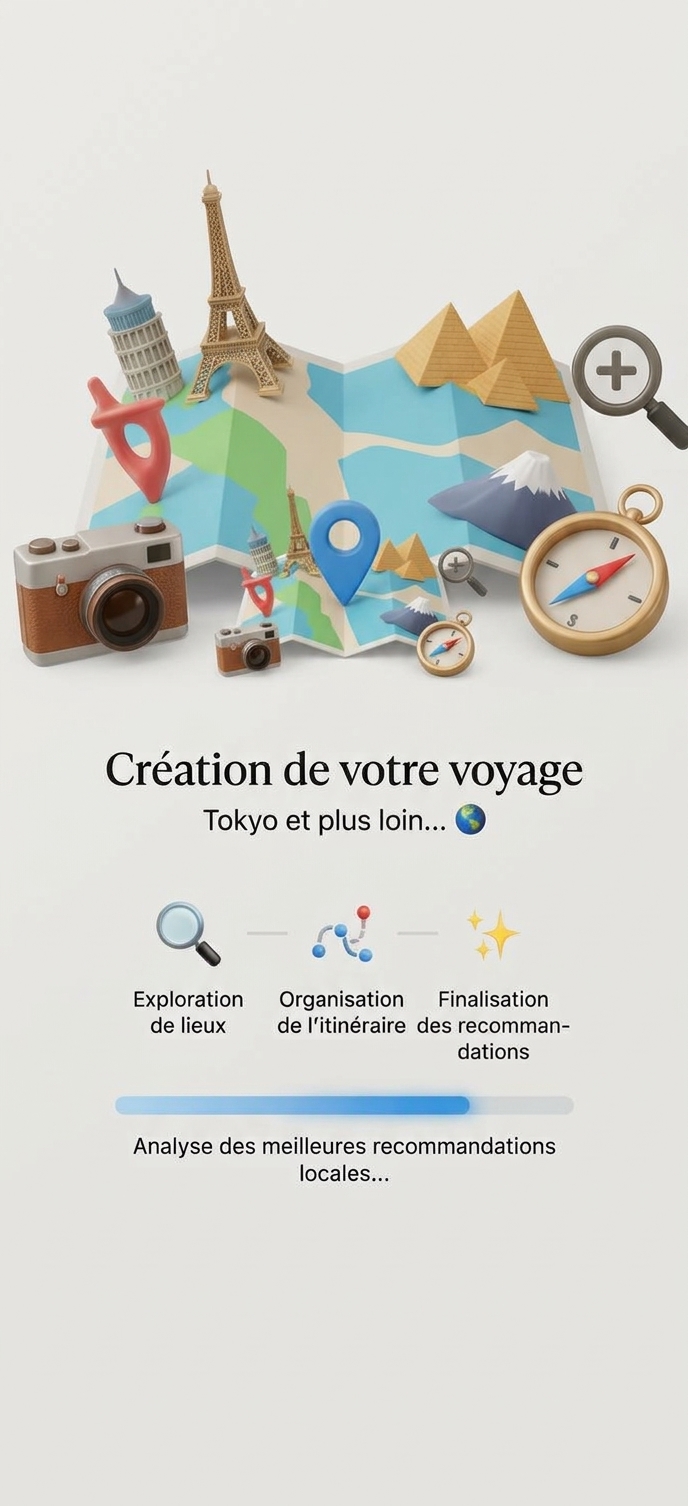 S
Création de votre voyage
Tokyo et plus loin...
Exploration
de lieux
Organisation
de l'itinéraire
Finalisation
des recomman-
dations
Analyse des meilleures recommandations
locales...